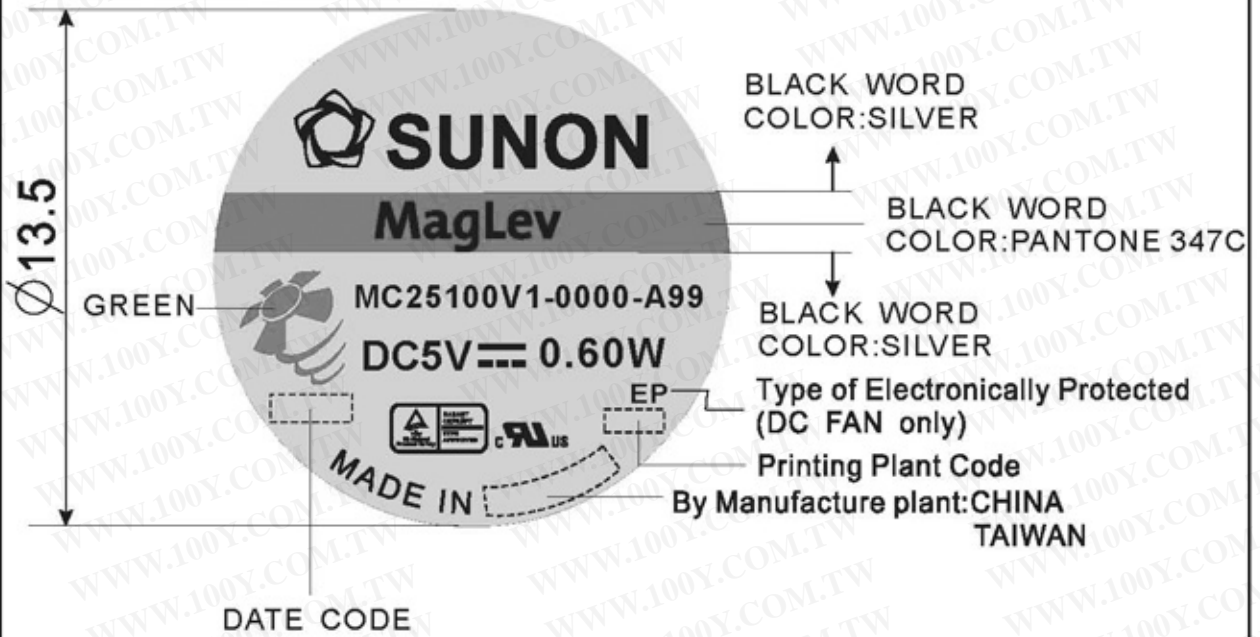 SUNON
MagLev
MC25100V1-0000-A99
DC5V 0.60W
EP
C US
MADE IN
Ø13.5
GREEN
DATE CODE
BLACK WORD
COLOR:SILVER
BLACK WORD
COLOR:PANTONE 347C
BLACK WORD
COLOR:SILVER
Type of Electronically Protected
(DC FAN only)
Printing Plant Code
By Manufacture plant:CHINA
TAIWAN
WWW.100Y.COM.TW